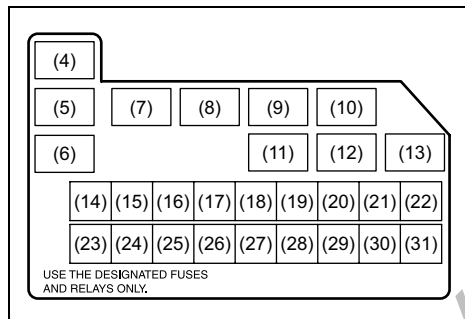 (4)
(5) (7) (8) (9) (10)
(6) (11) (12) (13)
(14) (15) (16) (17) (18) (19) (20) (21) (22)
(23) (24) (25) (26) (27) (28) (29) (30) (31)
USE THE DESIGNATED FUSES
AND RELAYS ONLY.